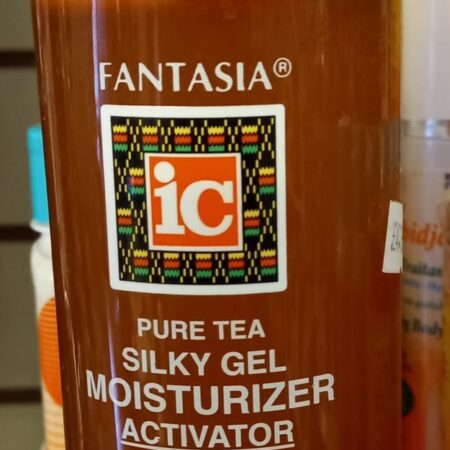 FANTASIA®
ic
PURE TEA
SILKY GEL
MOISTURIZER
ACTIVATOR